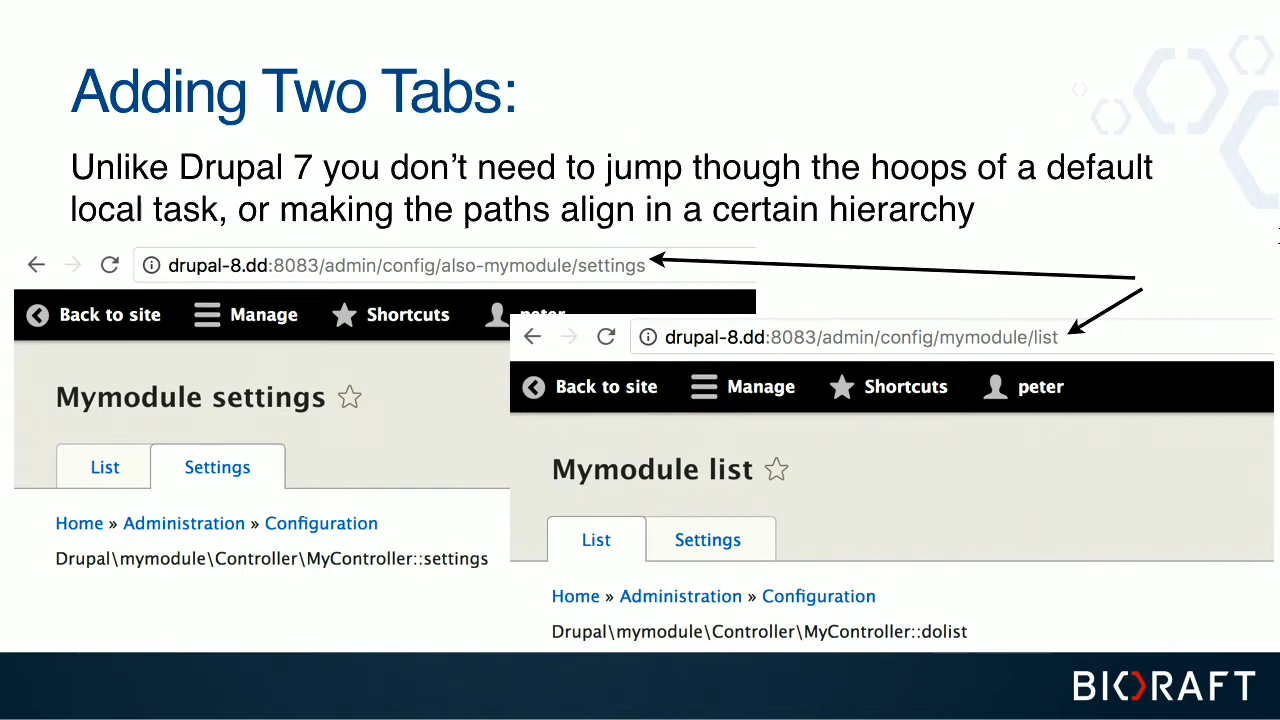 Adding Two Tabs:
Unlike Drupal 7 you don't need to jump though the hoops of a default
local task, or making the paths align in a certain hierarchy
drupal-8.dd:8083/admin/config/also-mymodule/settings
Back to site Manage Shortcuts peter
Mymodule settings
List Settings
Home » Administration » Configuration
Drupal\mymodule\Controller\MyController::settings
drupal-8.dd:8083/admin/config/mymodule/list
Back to site Manage Shortcuts peter
Mymodule list
List Settings
Home » Administration » Configuration
Drupal\mymodule\Controller\MyController::dolist
BIORAFT